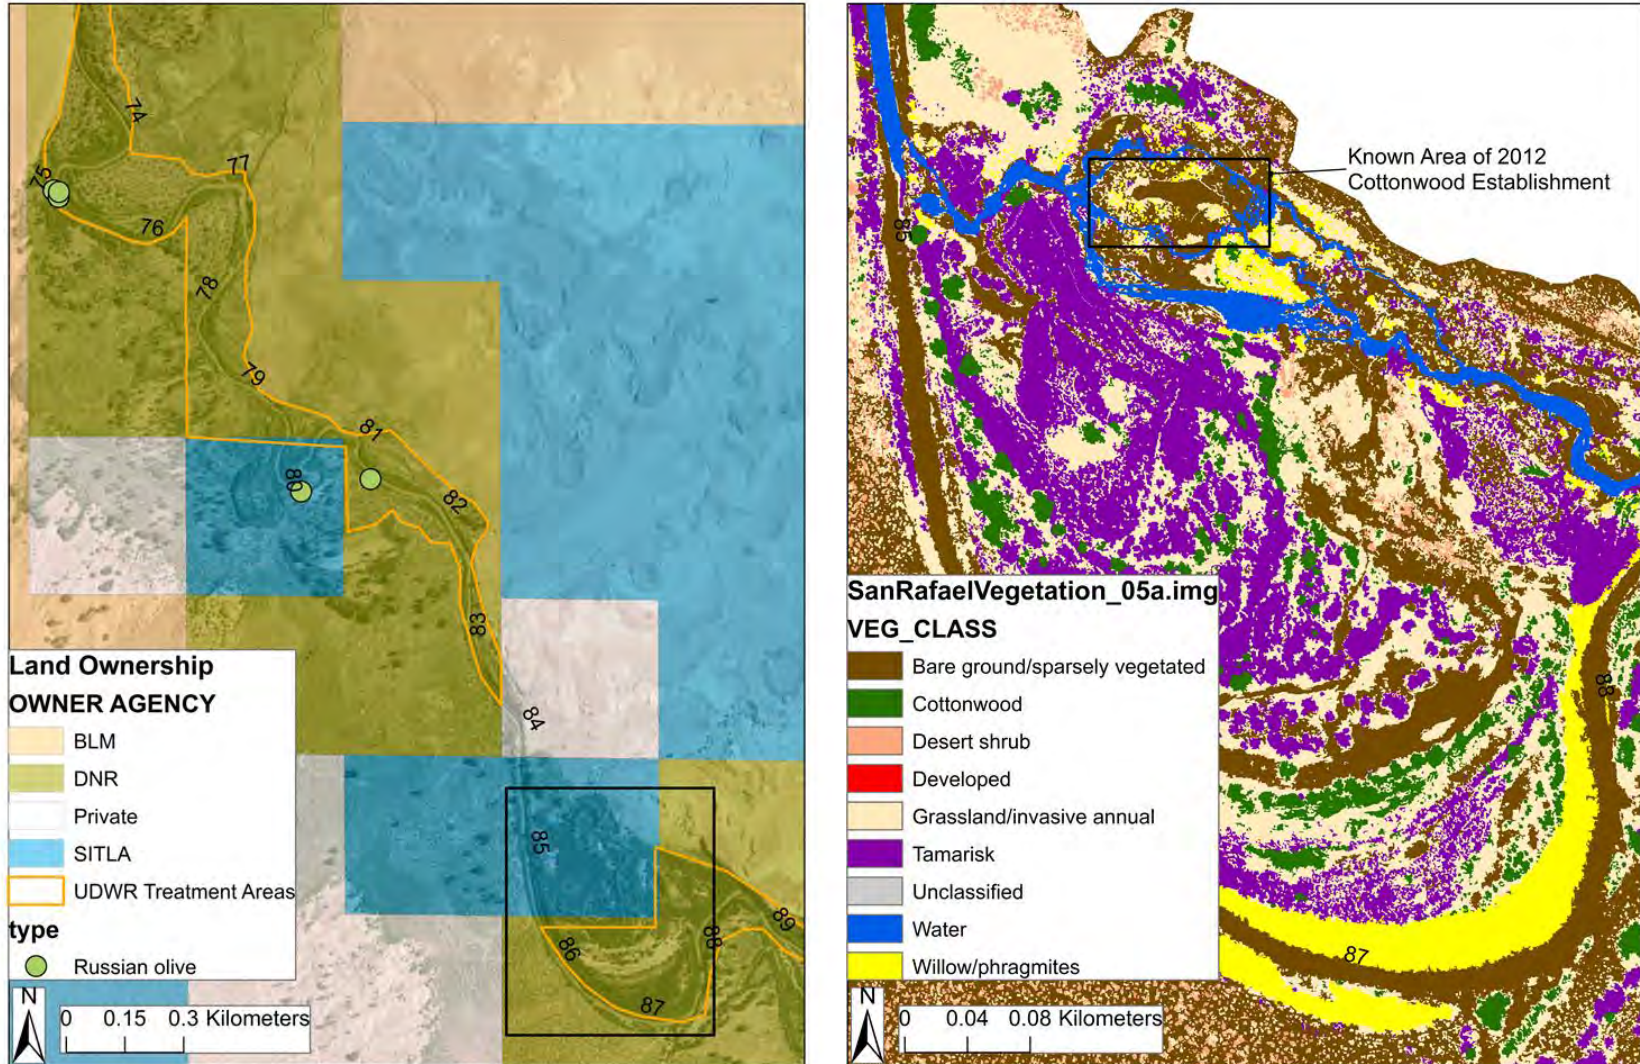 74
75
77
76
78
79
81
80
82
83
84
85
86
87
88
89
Land Ownership
OWNER AGENCY
BLM
DNR
Private
SITLA
UDWR Treatment Areas
type
Russian olive
N
0 0.15 0.3 Kilometers
Known Area of 2012
Cottonwood Establishment
85
88
87
SanRafaelVegetation_05a.img
VEG_CLASS
Bare ground/sparsely vegetated
Cottonwood
Desert shrub
Developed
Grassland/invasive annual
Tamarisk
Unclassified
Water
Willow/phragmites
N
0 0.04 0.08 Kilometers